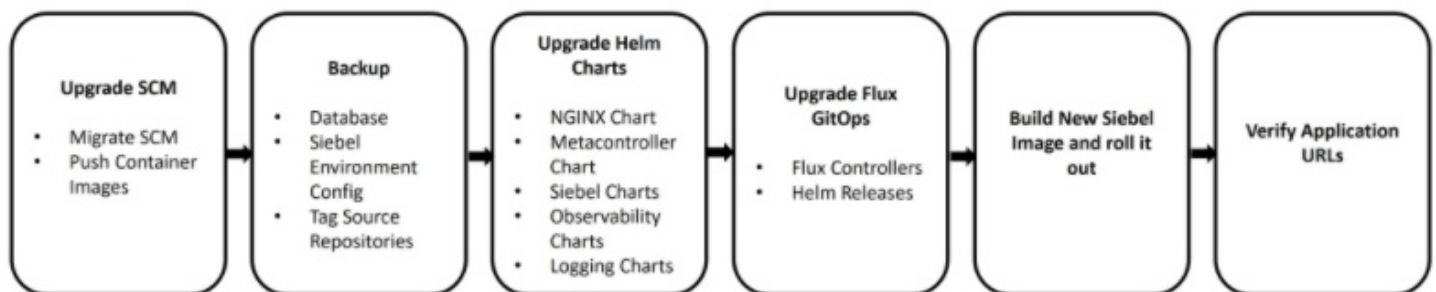 Upgrade SCM
• Migrate SCM
• Push Container
Images
Backup
• Database
• Siebel
Environment
Config
• Tag Source
Repositories
Upgrade Helm
Charts
• NGINX Chart
• Metacontroller
Chart
• Siebel Charts
• Observability
Charts
• Logging Charts
Upgrade Flux
GitOps
• Flux Controllers
• Helm Releases
Build New Siebel
Image and roll it
out
Verify Application
URLs